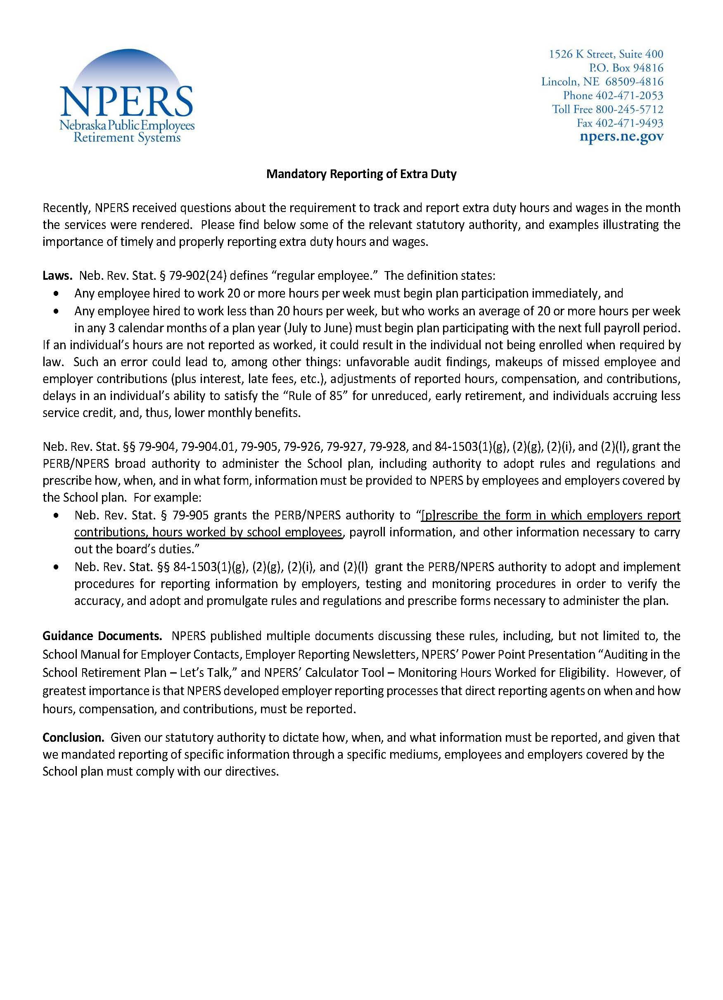 NPERS
Nebraska Public Employees
Retirement Systems
1526 K Street, Suite 400
P.O. Box 94816
Lincoln, NE  68509-4816
Phone 402-471-2053
Toll Free 800-245-5712
Fax 402-471-9493
npers.ne.gov
Mandatory Reporting of Extra Duty
Recently, NPERS received questions about the requirement to track and report extra duty hours and wages in the month
the services were rendered.  Please find below some of the relevant statutory authority, and examples illustrating the
importance of timely and properly reporting extra duty hours and wages.
Laws.  Neb. Rev. Stat. § 79-902(24) defines “regular employee.”  The definition states:
• Any employee hired to work 20 or more hours per week must begin plan participation immediately, and
• Any employee hired to work less than 20 hours per week, but who works an average of 20 or more hours per week
in any 3 calendar months of a plan year (July to June) must begin plan participating with the next full payroll period.
If an individual’s hours are not reported as worked, it could result in the individual not being enrolled when required by
law.  Such an error could lead to, among other things: unfavorable audit findings, makeups of missed employee and
employer contributions (plus interest, late fees, etc.), adjustments of reported hours, compensation, and contributions,
delays in an individual’s ability to satisfy the “Rule of 85” for unreduced, early retirement, and individuals accruing less
service credit, and, thus, lower monthly benefits.
Neb. Rev. Stat. §§ 79-904, 79-904.01, 79-905, 79-926, 79-927, 79-928, and 84-1503(1)(g), (2)(g), (2)(i), and (2)(l), grant the
PERB/NPERS broad authority to administer the School plan, including authority to adopt rules and regulations and
prescribe how, when, and in what form, information must be provided to NPERS by employees and employers covered by
the School plan.  For example:
• Neb. Rev. Stat. § 79-905 grants the PERB/NPERS authority to “[p]rescribe the form in which employers report
contributions, hours worked by school employees, payroll information, and other information necessary to carry
out the board’s duties.”
• Neb. Rev. Stat. §§ 84-1503(1)(g), (2)(g), (2)(i), and (2)(l)  grant the PERB/NPERS authority to adopt and implement
procedures for reporting information by employers, testing and monitoring procedures in order to verify the
accuracy, and adopt and promulgate rules and regulations and prescribe forms necessary to administer the plan.
Guidance Documents.  NPERS published multiple documents discussing these rules, including, but not limited to, the
School Manual for Employer Contacts, Employer Reporting Newsletters, NPERS’ Power Point Presentation “Auditing in the
School Retirement Plan – Let’s Talk,” and NPERS’ Calculator Tool – Monitoring Hours Worked for Eligibility.  However, of
greatest importance is that NPERS developed employer reporting processes that direct reporting agents on when and how
hours, compensation, and contributions, must be reported.
Conclusion.  Given our statutory authority to dictate how, when, and what information must be reported, and given that
we mandated reporting of specific information through a specific mediums, employees and employers covered by the
School plan must comply with our directives.